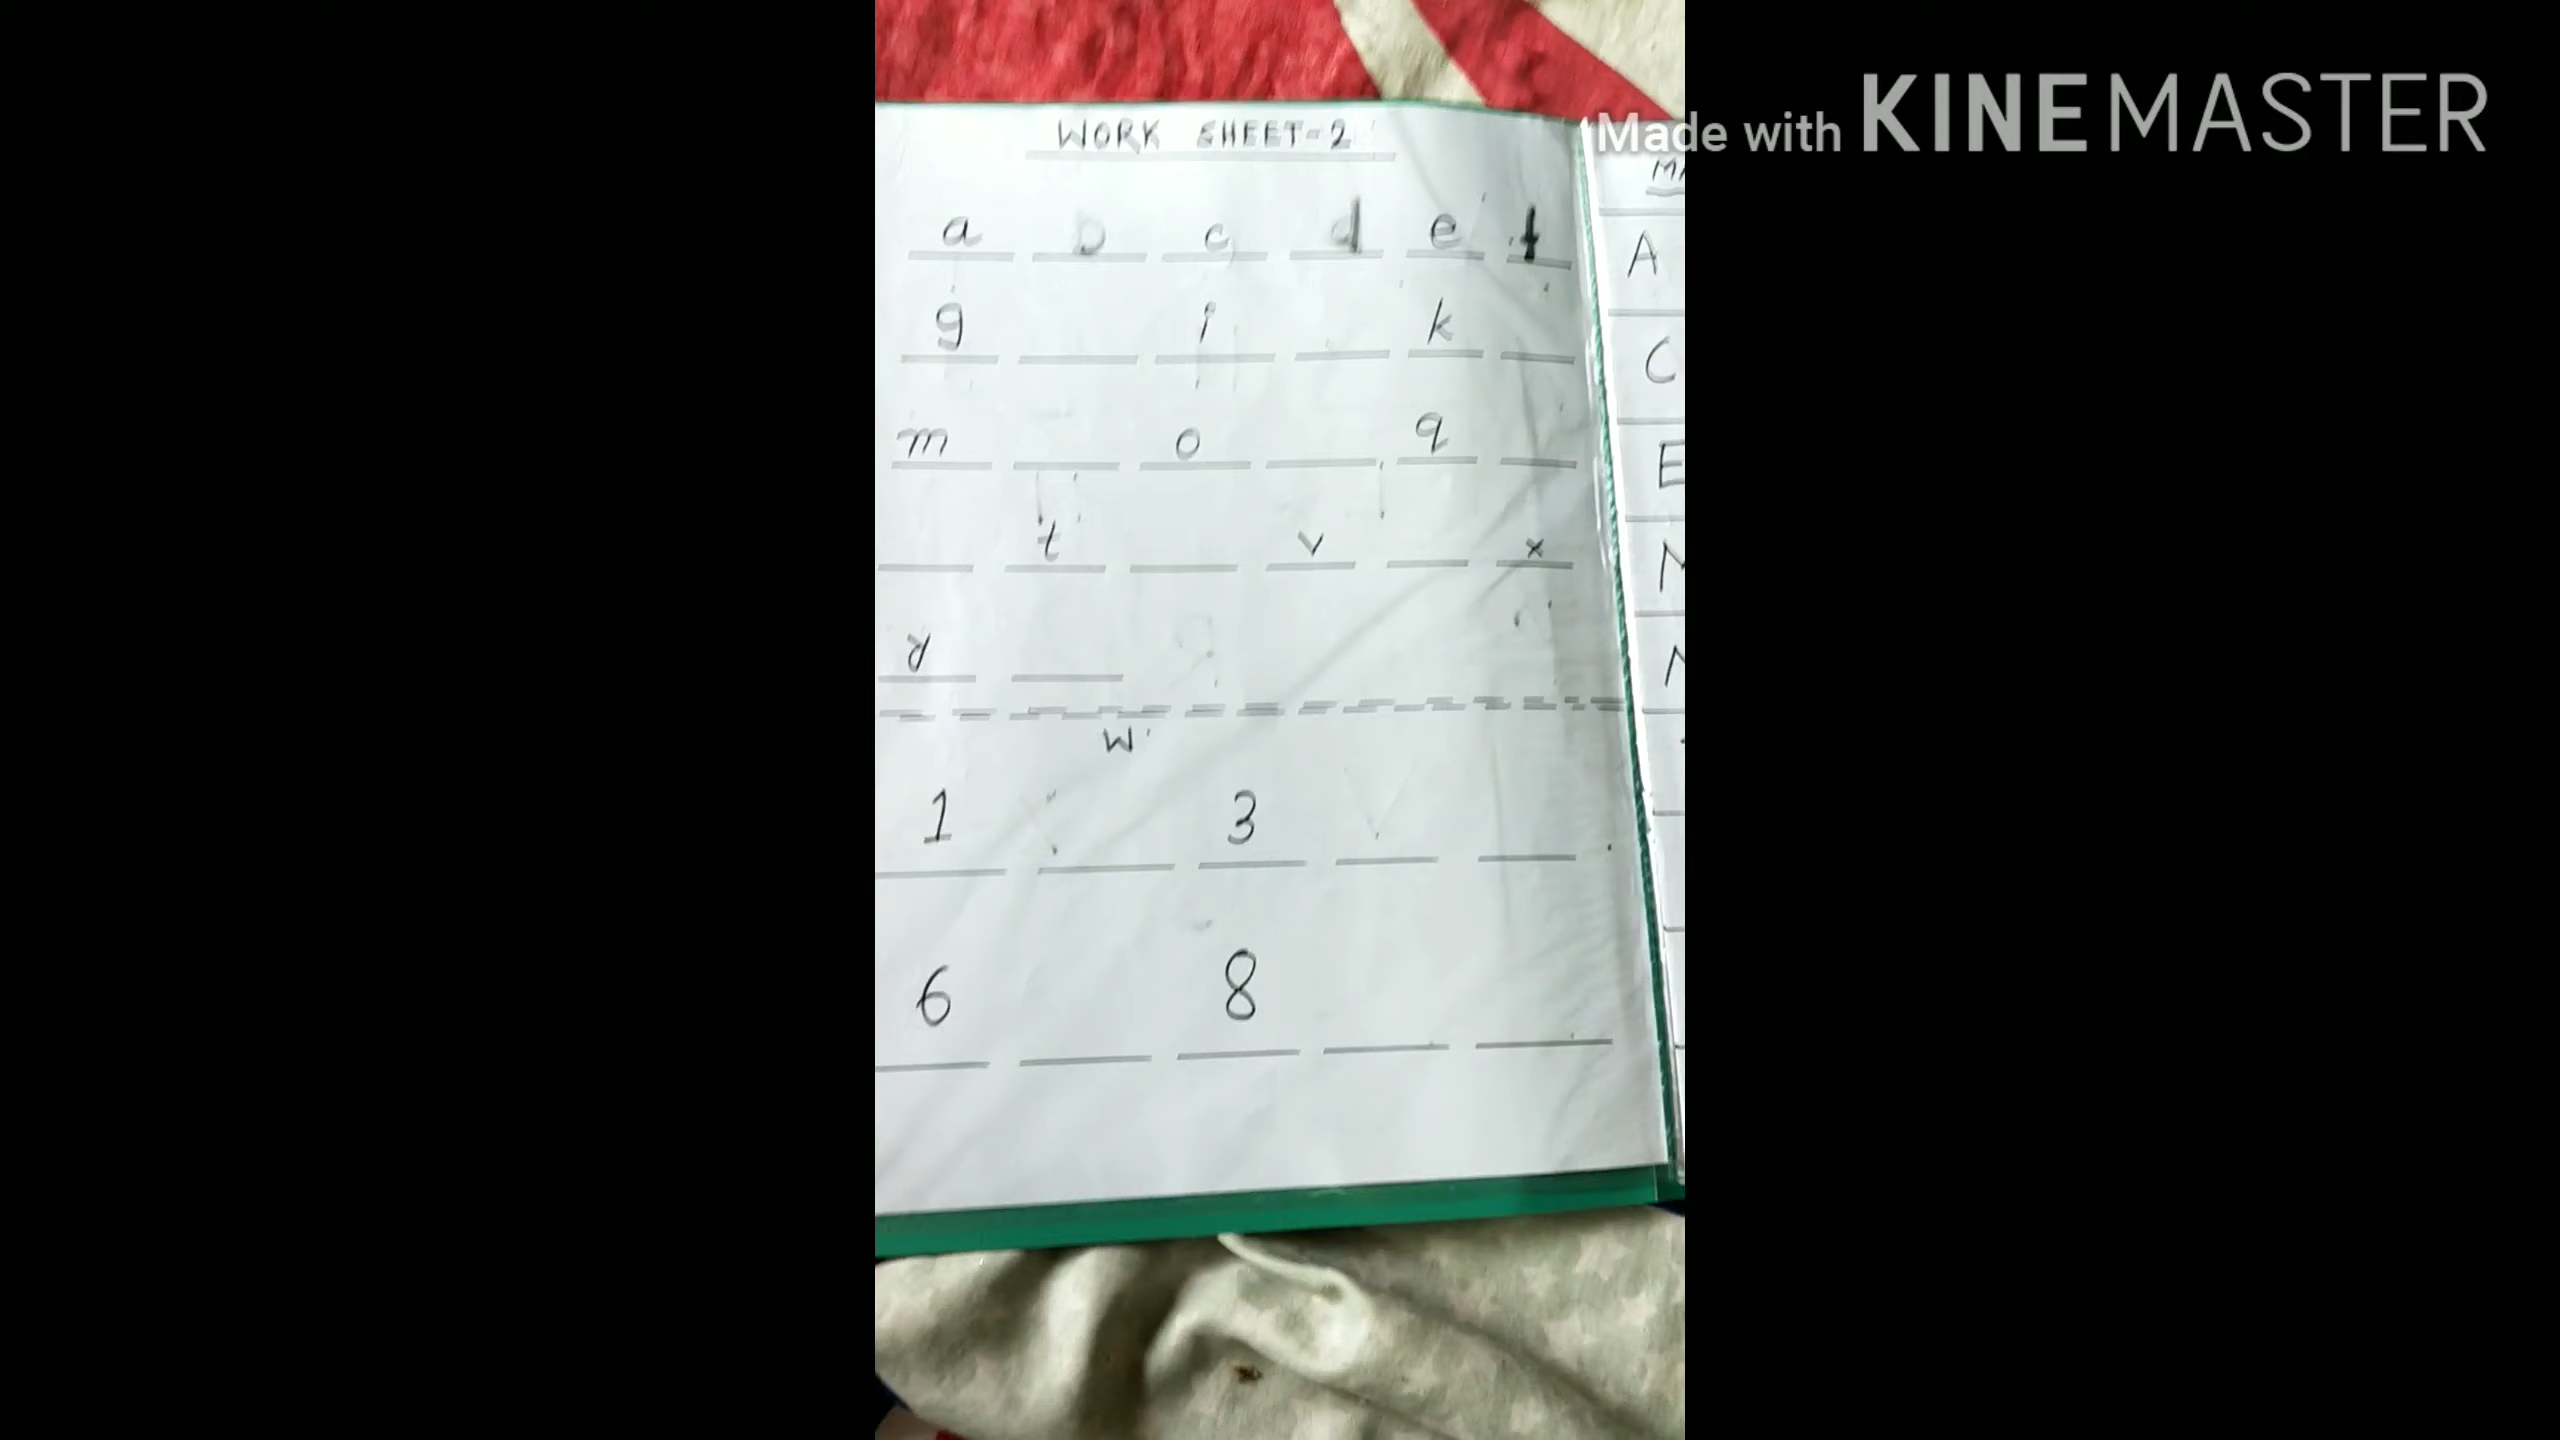 WORK SHEET-2
Made with KINEMASTER
a b c d e f
g i k
m o q
t v x
y
w
1 3
6 8
A
C
E